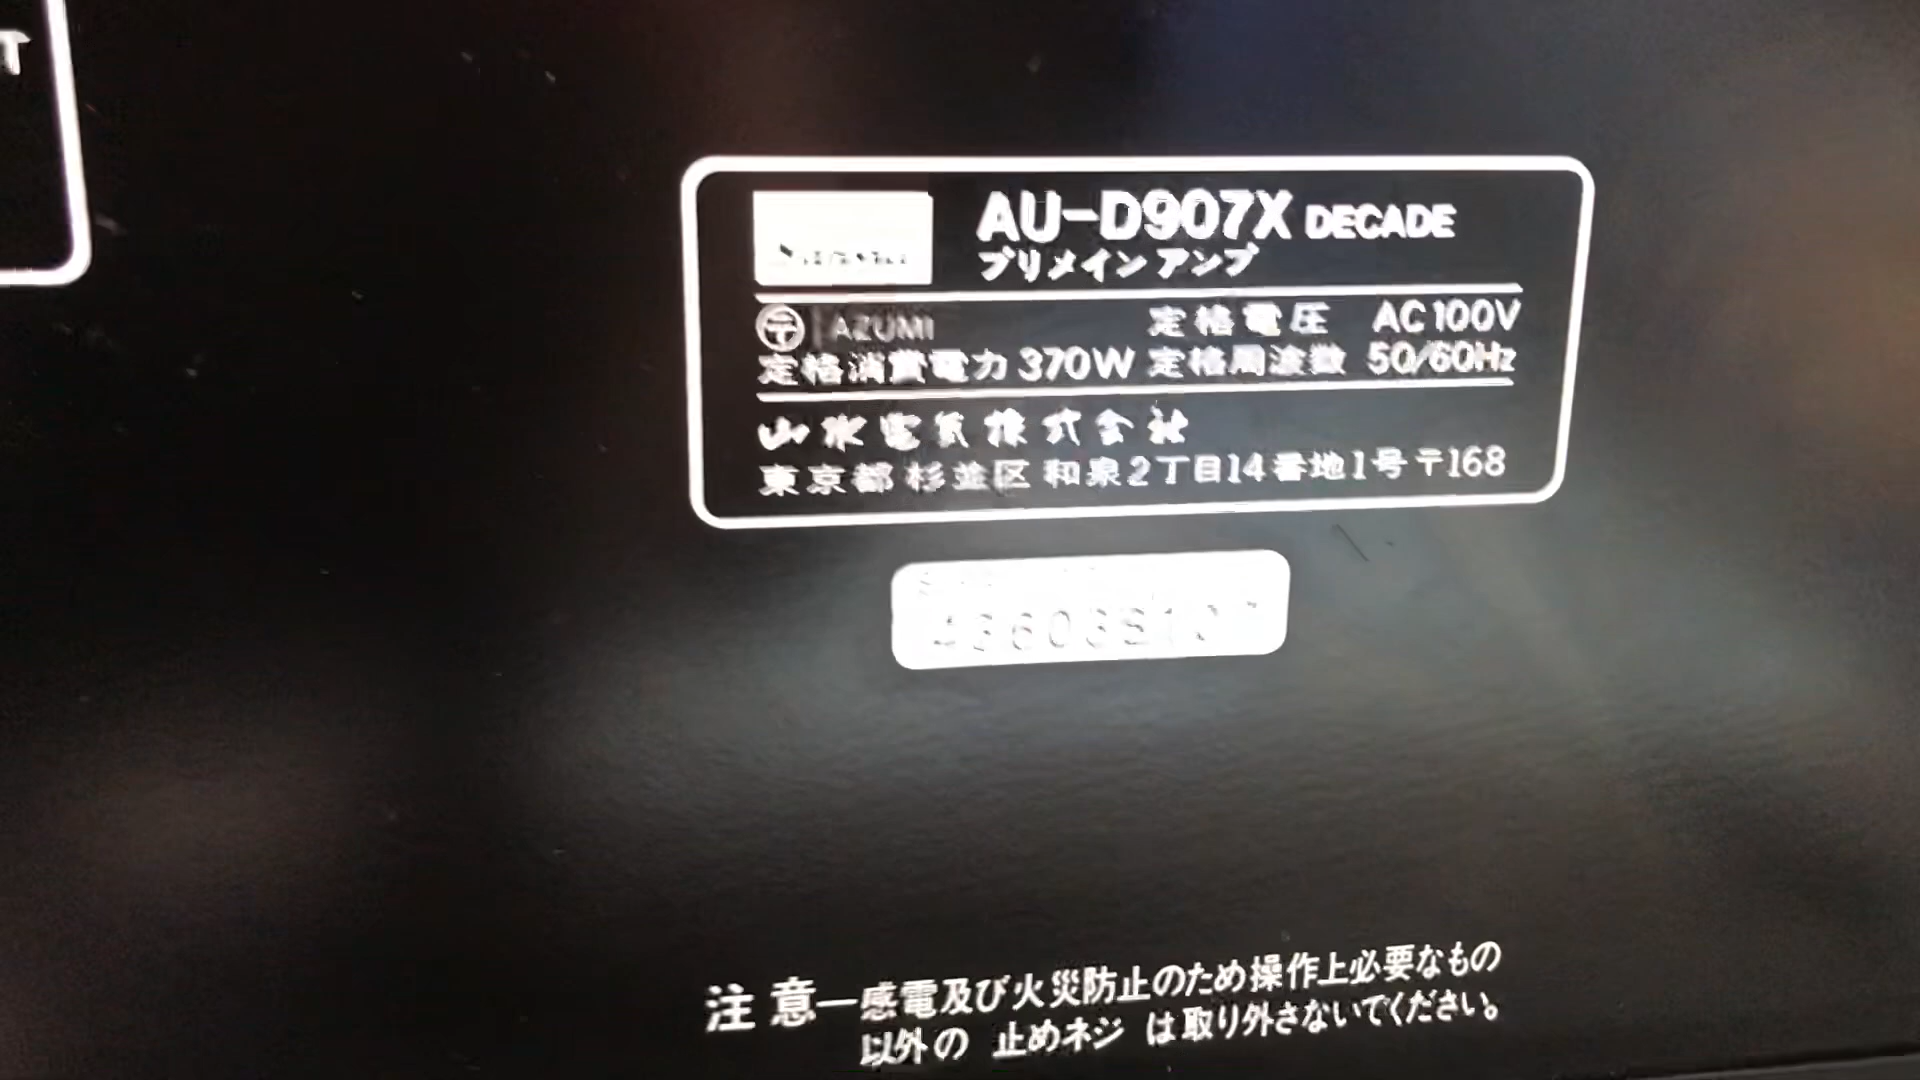 T
Sansui
AU-D907X DECADE
プリメインアンプ
〒 AZUMI 定格電圧 AC100V
定格消費電力 370W 定格周波数 50/60Hz
山水電気株式会社
東京都杉並区和泉2丁目14番地1号〒168
注意—感電及び火災防止のため操作上必要なもの
以外の 止めネジ は取り外さないでください。